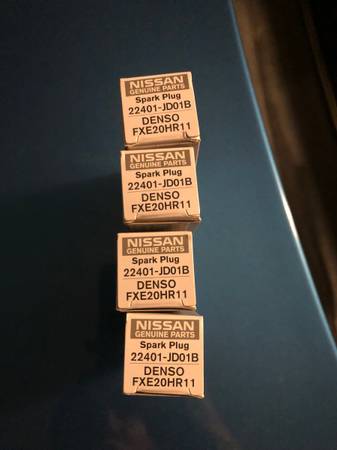 NISSAN
GENUINE PARTS
Spark Plug
22401-JD01B
DENSO
FXE20HR11
NISSAN
GENUINE PARTS
Spark Plug
22401-JD01B
DENSO
FXE20HR11
NISSAN
GENUINE PARTS
Spark Plug
22401-JD01B
DENSO
FXE20HR11
NISSAN
GENUINE PARTS
Spark Plug
22401-JD01B
DENSO
FXE20HR11